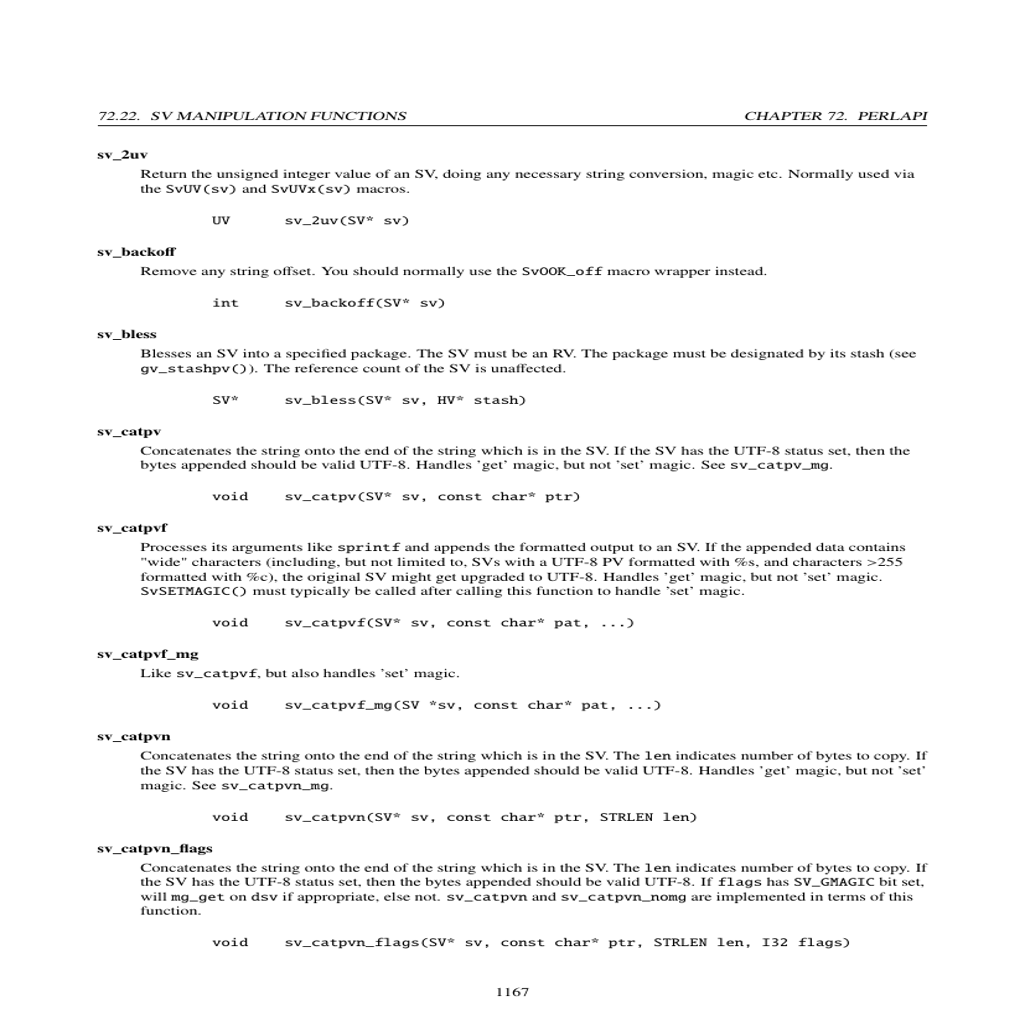 72.22. SV MANIPULATION FUNCTIONS CHAPTER 72. PERLAPI
sv_2uv
Return the unsigned integer value of an SV, doing any necessary string conversion, magic etc. Normally used via
the SvUV(sv) and SvUVx(sv) macros.
UV sv_2uv(SV* sv)
sv_backoff
Remove any string offset. You should normally use the SvOOK_off macro wrapper instead.
int sv_backoff(SV* sv)
sv_bless
Blesses an SV into a specified package. The SV must be an RV. The package must be designated by its stash (see
gv_stashpv()). The reference count of the SV is unaffected.
SV* sv_bless(SV* sv, HV* stash)
sv_catpv
Concatenates the string onto the end of the string which is in the SV. If the SV has the UTF-8 status set, then the
bytes appended should be valid UTF-8. Handles 'get' magic, but not 'set' magic. See sv_catpv_mg.
void sv_catpv(SV* sv, const char* ptr)
sv_catpvf
Processes its arguments like sprintf and appends the formatted output to an SV. If the appended data contains
"wide" characters (including, but not limited to, SVs with a UTF-8 PV formatted with %s, and characters >255
formatted with %c), the original SV might get upgraded to UTF-8. Handles 'get' magic, but not 'set' magic.
SvSETMAGIC() must typically be called after calling this function to handle 'set' magic.
void sv_catpvf(SV* sv, const char* pat, ...)
sv_catpvf_mg
Like sv_catpvf, but also handles 'set' magic.
void sv_catpvf_mg(SV *sv, const char* pat, ...)
sv_catpvn
Concatenates the string onto the end of the string which is in the SV. The len indicates number of bytes to copy. If
the SV has the UTF-8 status set, then the bytes appended should be valid UTF-8. Handles 'get' magic, but not 'set'
magic. See sv_catpvn_mg.
void sv_catpvn(SV* sv, const char* ptr, STRLEN len)
sv_catpvn_flags
Concatenates the string onto the end of the string which is in the SV. The len indicates number of bytes to copy. If
the SV has the UTF-8 status set, then the bytes appended should be valid UTF-8. If flags has SV_GMAGIC bit set,
will mg_get on dsv if appropriate, else not. sv_catpvn and sv_catpvn_nomg are implemented in terms of this
function.
void sv_catpvn_flags(SV* sv, const char* ptr, STRLEN len, I32 flags)
1167